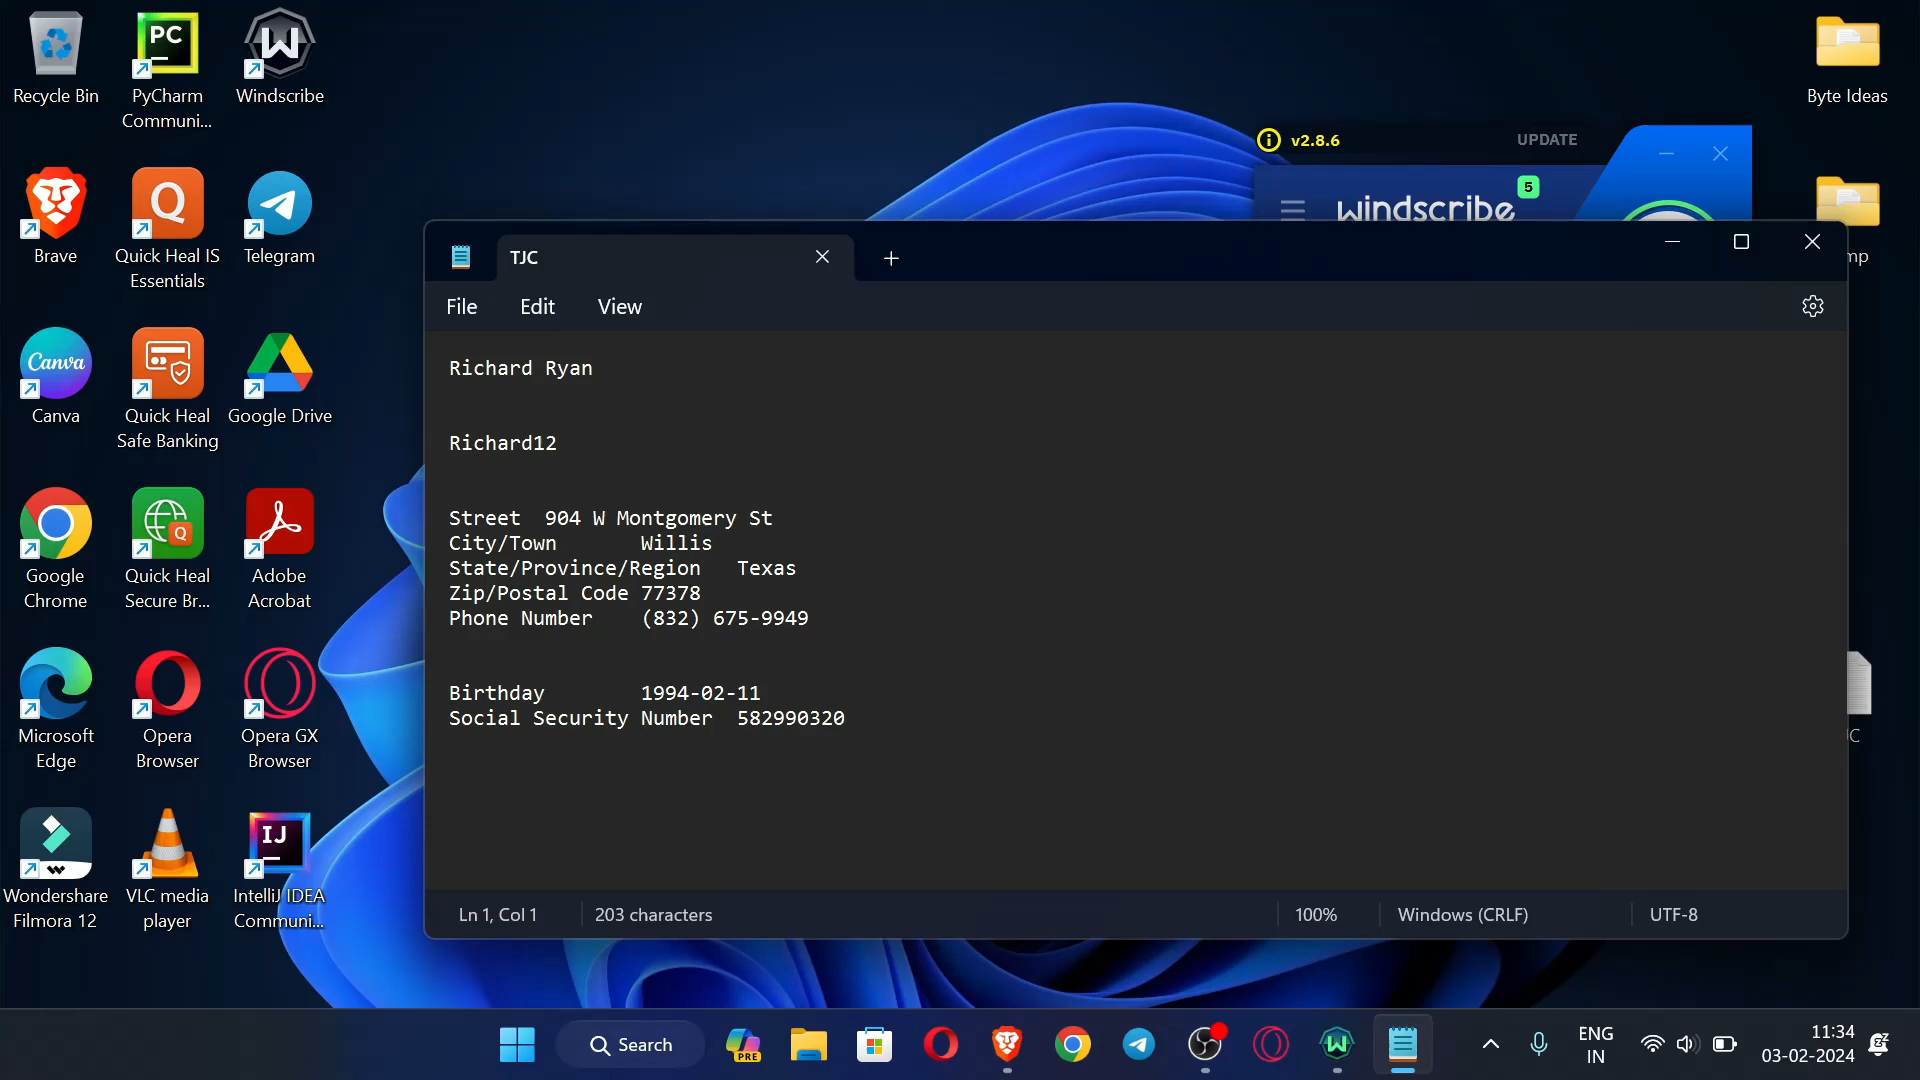 Recycle Bin
PyCharm
Communi...
Windscribe
Byte Ideas
v2.8.6
UPDATE
windscribe
5
Brave
Quick Heal IS
Essentials
Telegram
mp
TJC
File
Edit
View
Richard Ryan
Richard12
Street 904 W Montgomery St
City/Town Willis
State/Province/Region Texas
Zip/Postal Code 77378
Phone Number (832) 675-9949
Birthday 1994-02-11
Social Security Number 582990320
Canva
Canva
Quick Heal
Safe Banking
Google Drive
Google
Chrome
Quick Heal
Secure Br...
Adobe
Acrobat
Microsoft
Edge
Opera
Browser
Opera GX
Browser
Wondershare
Filmora 12
VLC media
player
IntelliJ IDEA
Communi...
PC
Q
IJ
Q
Ln 1, Col 1
203 characters
100%
Windows (CRLF)
UTF-8
Search
PRE
ENG
IN
11:34
03-02-2024